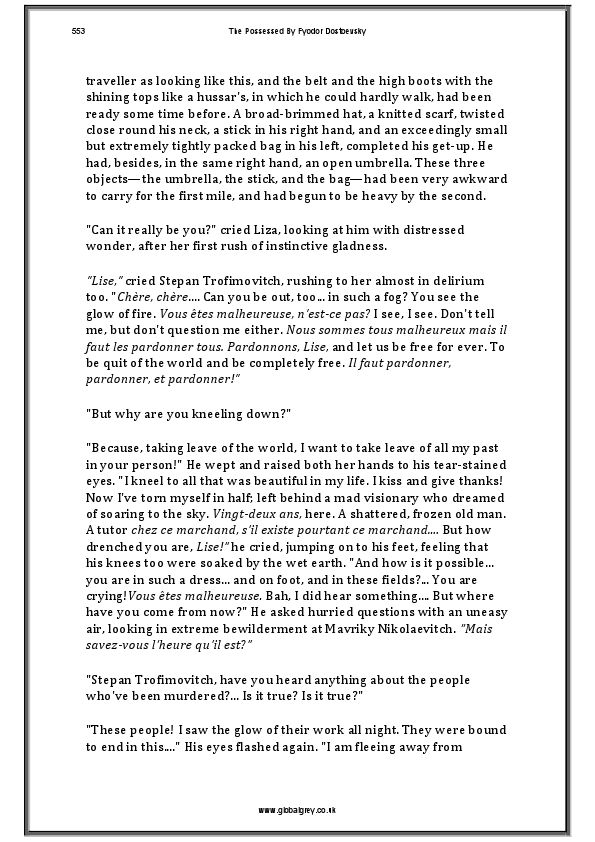 553
The Possessed By Fyodor Dostoevsky
traveller as looking like this, and the belt and the high boots with the
shining tops like a hussar's, in which he could hardly walk, had been
ready some time before. A broad-brimmed hat, a knitted scarf, twisted
close round his neck, a stick in his right hand, and an exceedingly small
but extremely tightly packed bag in his left, completed his get-up. He
had, besides, in the same right hand, an open umbrella. These three
objects—the umbrella, the stick, and the bag—had been very awkward
to carry for the first mile, and had begun to be heavy by the second.
"Can it really be you?" cried Liza, looking at him with distressed
wonder, after her first rush of instinctive gladness.
"Lise," cried Stepan Trofimovitch, rushing to her almost in delirium
too. "Chère, chère.... Can you be out, too... in such a fog? You see the
glow of fire. Vous êtes malheureuse, n'est-ce pas? I see, I see. Don't tell
me, but don't question me either. Nous sommes tous malheureux mais il
faut les pardonner tous. Pardonnons, Lise, and let us be free for ever. To
be quit of the world and be completely free. Il faut pardonner,
pardonner, et pardonner!"
"But why are you kneeling down?"
"Because, taking leave of the world, I want to take leave of all my past
in your person!" He wept and raised both her hands to his tear-stained
eyes. "I kneel to all that was beautiful in my life. I kiss and give thanks!
Now I've torn myself in half; left behind a mad visionary who dreamed
of soaring to the sky. Vingt-deux ans, here. A shattered, frozen old man.
A tutor chez ce marchand, s'il existe pourtant ce marchand.... But how
drenched you are, Lise!" he cried, jumping on to his feet, feeling that
his knees too were soaked by the wet earth. "And how is it possible...
you are in such a dress... and on foot, and in these fields?... You are
crying! Vous êtes malheureuse. Bah, I did hear something.... But where
have you come from now?" He asked hurried questions with an uneasy
air, looking in extreme bewilderment at Mavriky Nikolaevitch. "Mais
savez-vous l'heure qu'il est?"
"Stepan Trofimovitch, have you heard anything about the people
who've been murdered?... Is it true? Is it true?"
"These people! I saw the glow of their work all night. They were bound
to end in this...." His eyes flashed again. "I am fleeing away from
www.globalgrey.co.uk